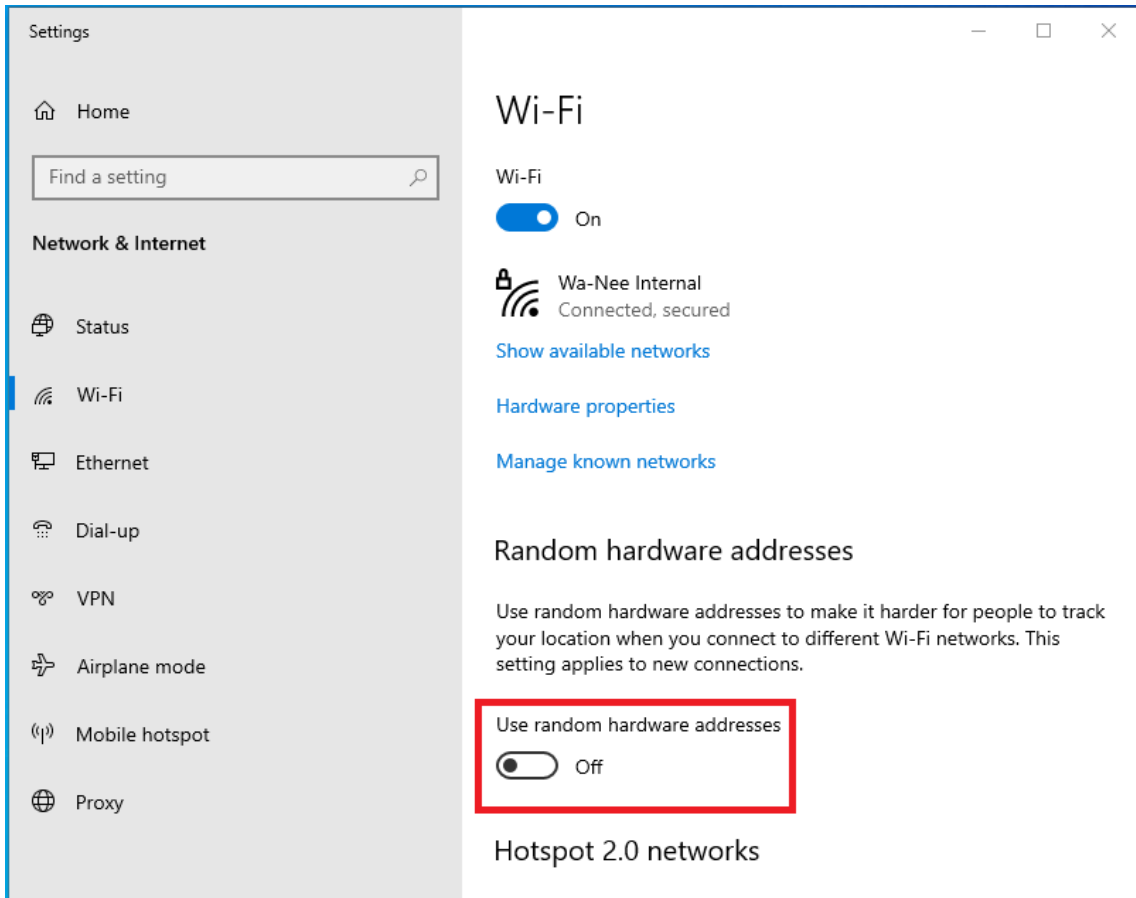 Settings
Home
Find a setting
Network & Internet
Status
Wi-Fi
Ethernet
Dial-up
VPN
Airplane mode
Mobile hotspot
Proxy
Wi-Fi
Wi-Fi
On
Wa-Nee Internal
Connected, secured
Show available networks
Hardware properties
Manage known networks
Random hardware addresses
Use random hardware addresses to make it harder for people to track
your location when you connect to different Wi-Fi networks. This
setting applies to new connections.
Use random hardware addresses
Off
Hotspot 2.0 networks